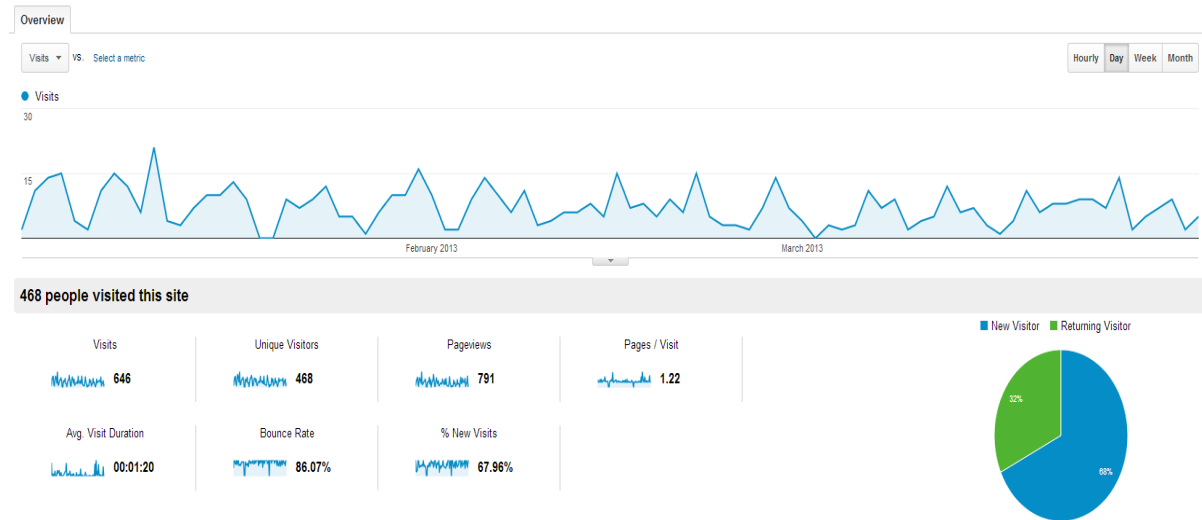 Overview
Visits VS. Select a metric
Hourly Day Week Month
Visits
30
15
February 2013 March 2013
468 people visited this site
New Visitor Returning Visitor
Visits Unique Visitors Pageviews Pages / Visit
646 468 791 1.22
Avg. Visit Duration Bounce Rate % New Visits
00:01:20 86.07% 67.96%
32%
68%